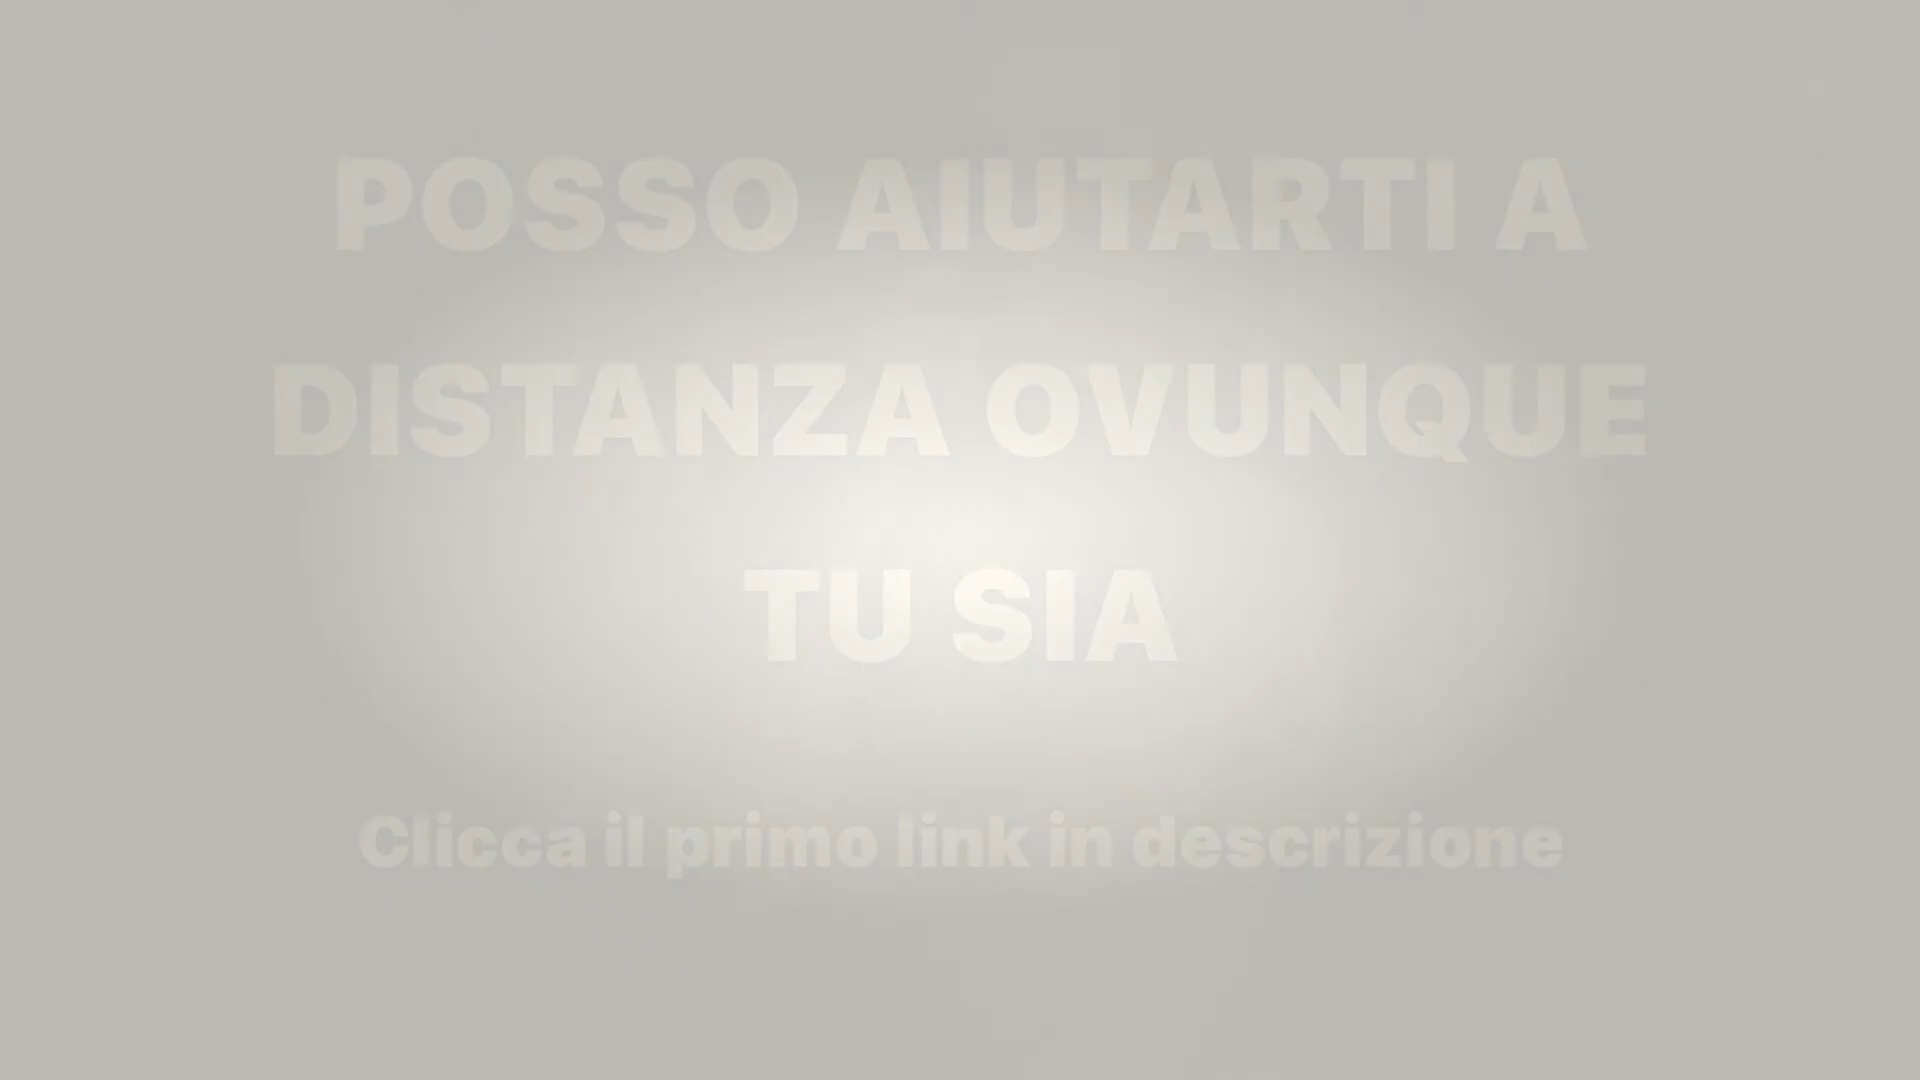 POSSO AIUTARTI A
DISTANZA OVUNQUE
TU SIA
Clicca il primo link in descrizione